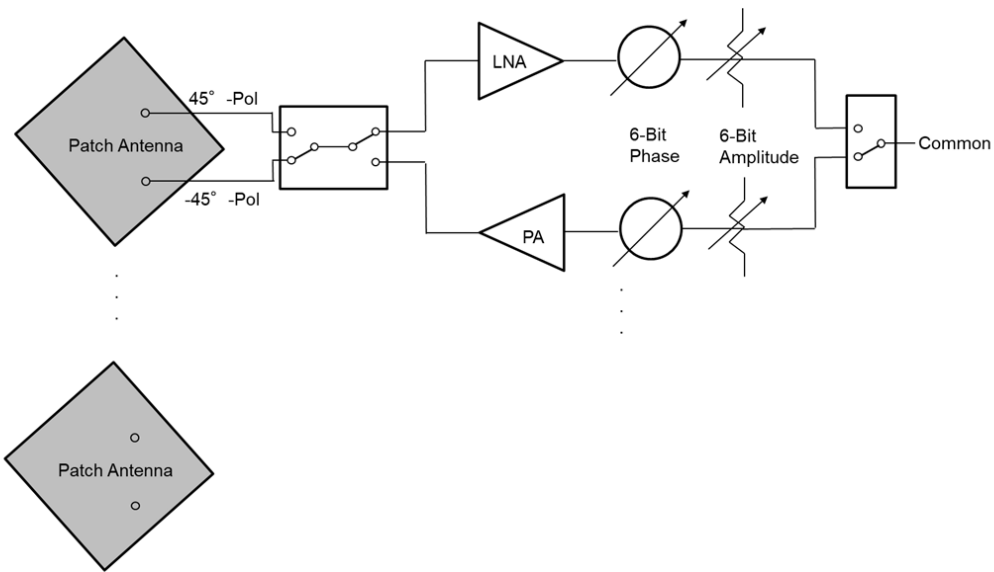 45° -Pol
Patch Antenna
-45° -Pol
LNA
6-Bit
Phase
6-Bit
Amplitude
Common
PA
Patch Antenna